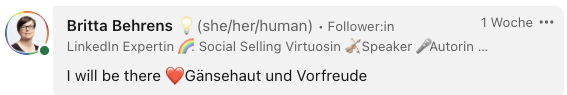 Britta Behrens 💡(she/her/human) • Follower:in 1 Woche •••
LinkedIn Expertin 🌈 Social Selling Virtuosin 🎻Speaker 🎤Autorin ...
I will be there ❤️Gänsehaut und Vorfreude